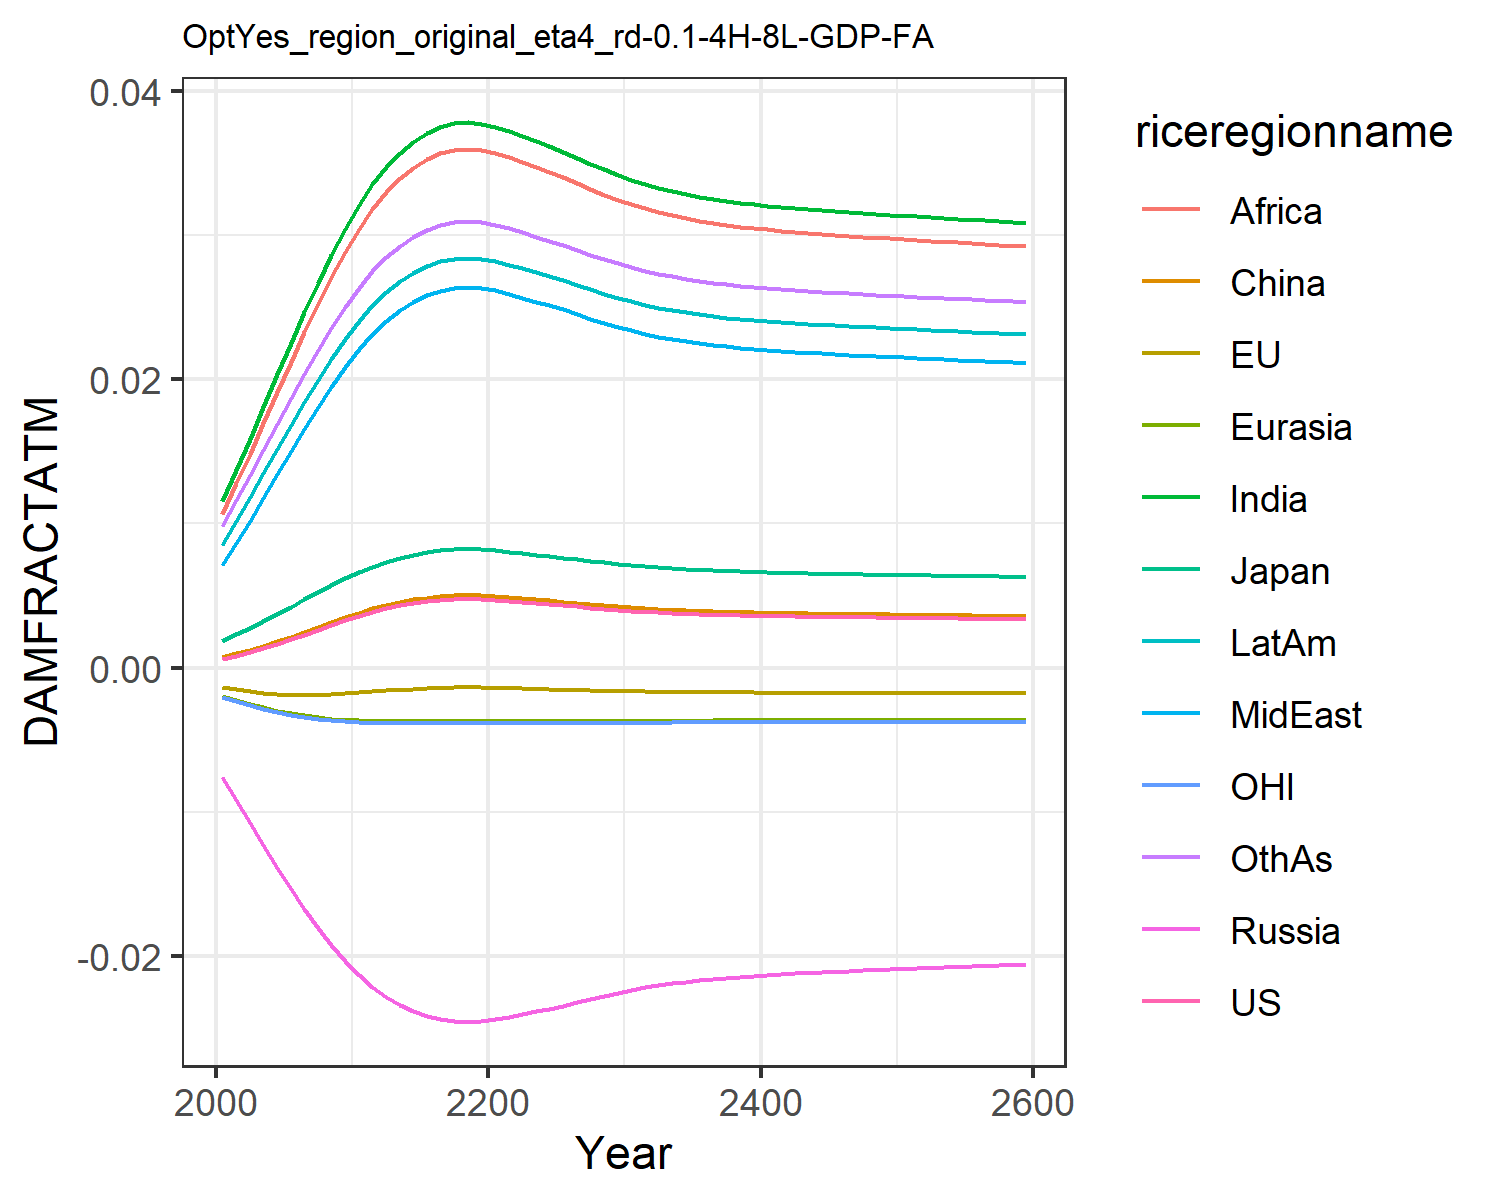 OptYes_region_original_eta4_rd-0.1-4H-8L-GDP-FA
0.04
0.02
0.00
-0.02
DAMFRACTATM
2000 2200 2400 2600
Year
riceregionname
Africa
China
EU
Eurasia
India
Japan
LatAm
MidEast
OHI
OthAs
Russia
US